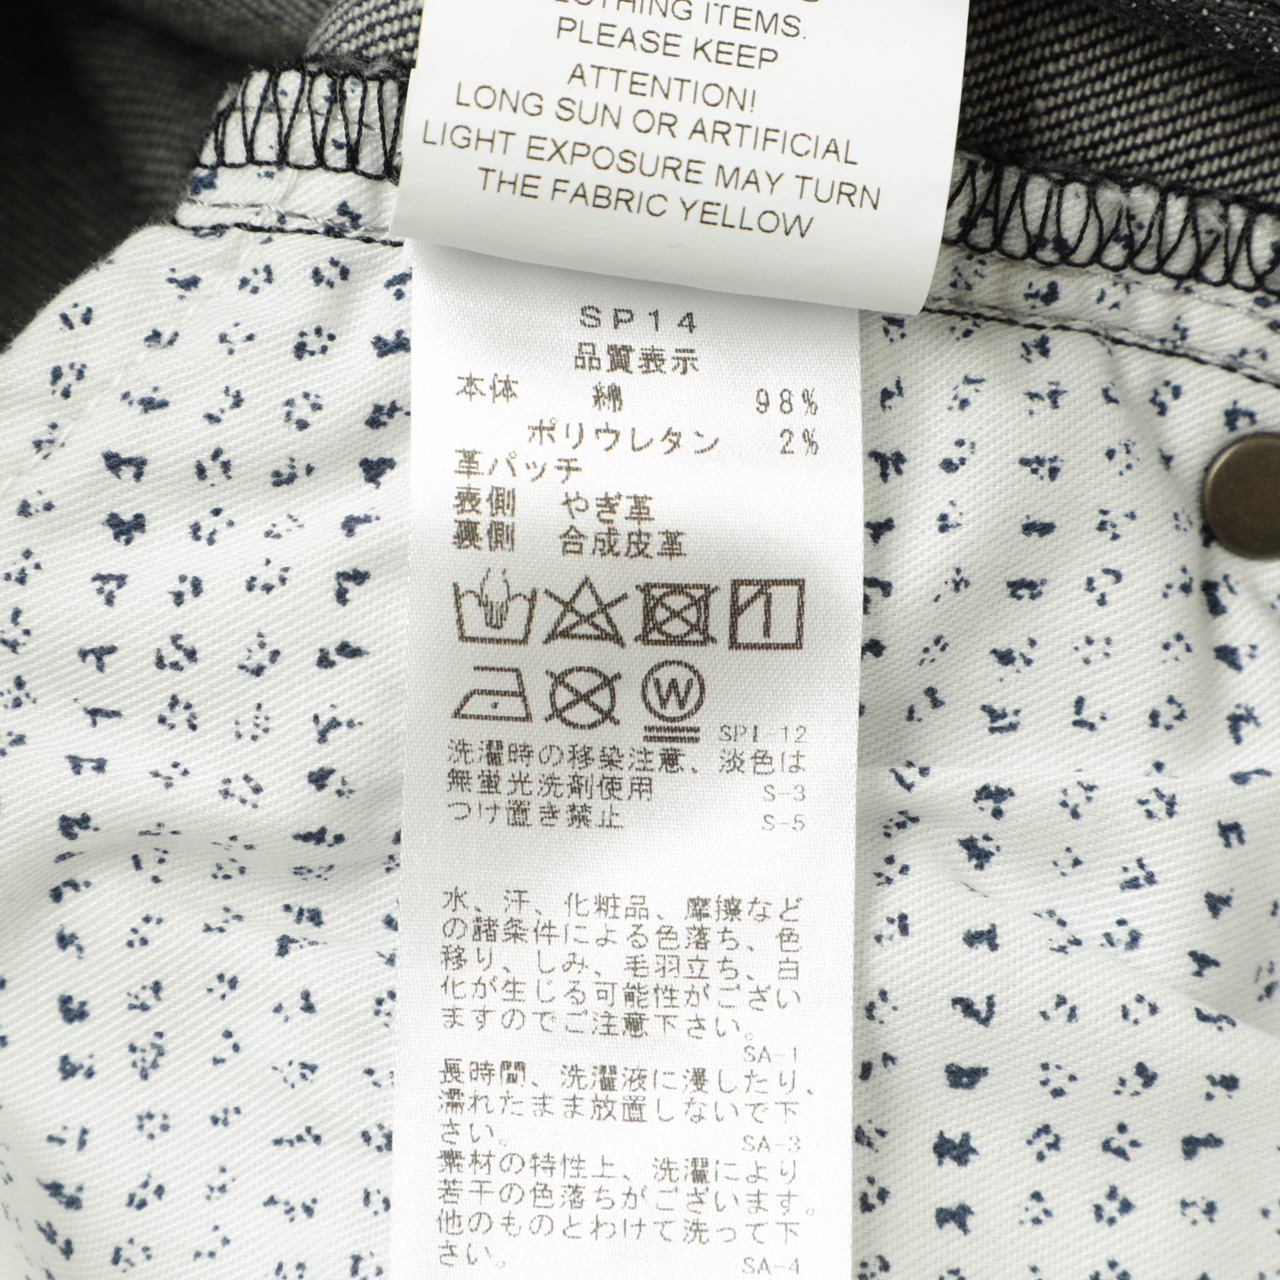 CLOTHING ITEMS.
PLEASE KEEP
ATTENTION!
LONG SUN OR ARTIFICIAL
LIGHT EXPOSURE MAY TURN
THE FABRIC YELLOW
SP14
品質表示
本体 綿 98%
ポリウレタン 2%
革パッチ
表側 やぎ革
裏側 合成皮革
W
SPI-12
洗濯時の移染注意、淡色は
無蛍光洗剤使用 S-3
つけ置き禁止 S-5
水、汗、化粧品、摩擦など
の諸条件による色落ち、色
移り、しみ、毛羽立ち、白
化が生じる可能性がござい
ますのでご注意下さい。
SA-1
長時間、洗濯液に浸したり、
濡れたまま放置しないで下
さい。 SA-3
素材の特性上、洗濯により
若干の色落ちがございます。
他のものとわけて洗って下
さい。 SA-4